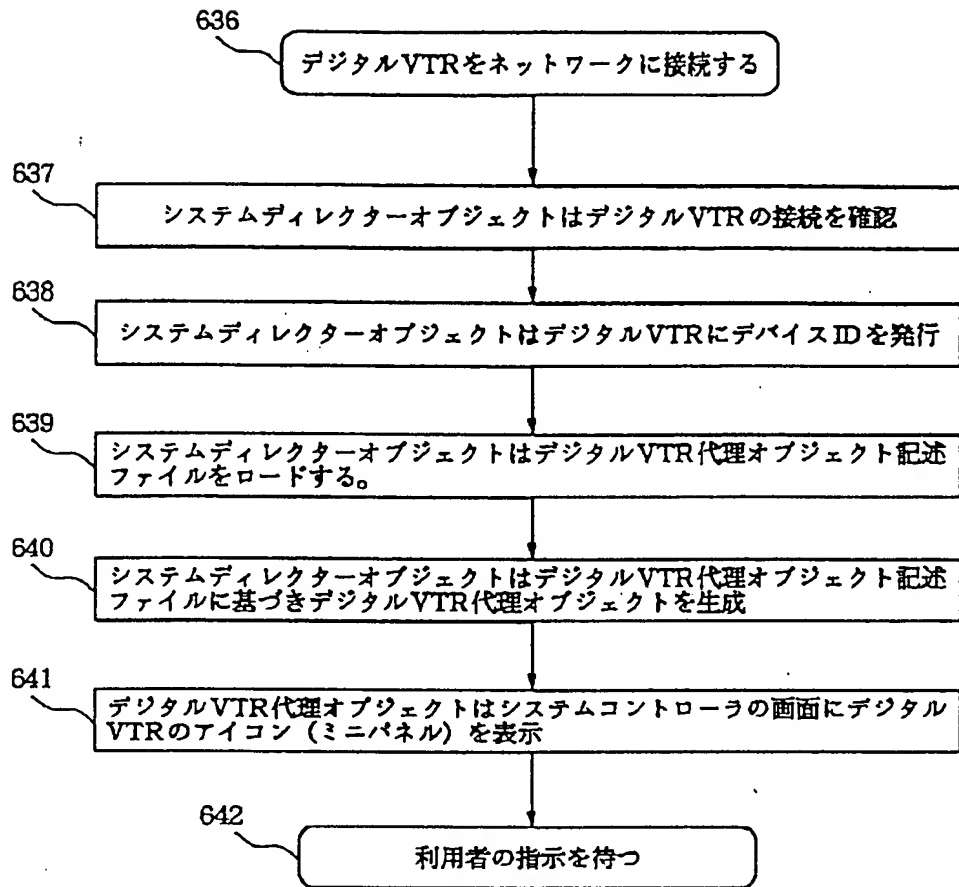 636
デジタルVTRをネットワークに接続する
637
システムディレクターオブジェクトはデジタルVTRの接続を確認
638
システムディレクターオブジェクトはデジタルVTRにデバイスIDを発行
639
システムディレクターオブジェクトはデジタルVTR代理オブジェクト記述
ファイルをロードする。
640
システムディレクターオブジェクトはデジタルVTR代理オブジェクト記述
ファイルに基づきデジタルVTR代理オブジェクトを生成
641
デジタルVTR代理オブジェクトはシステムコントローラの画面にデジタル
VTRのアイコン（ミニパネル）を表示
642
利用者の指示を待つ